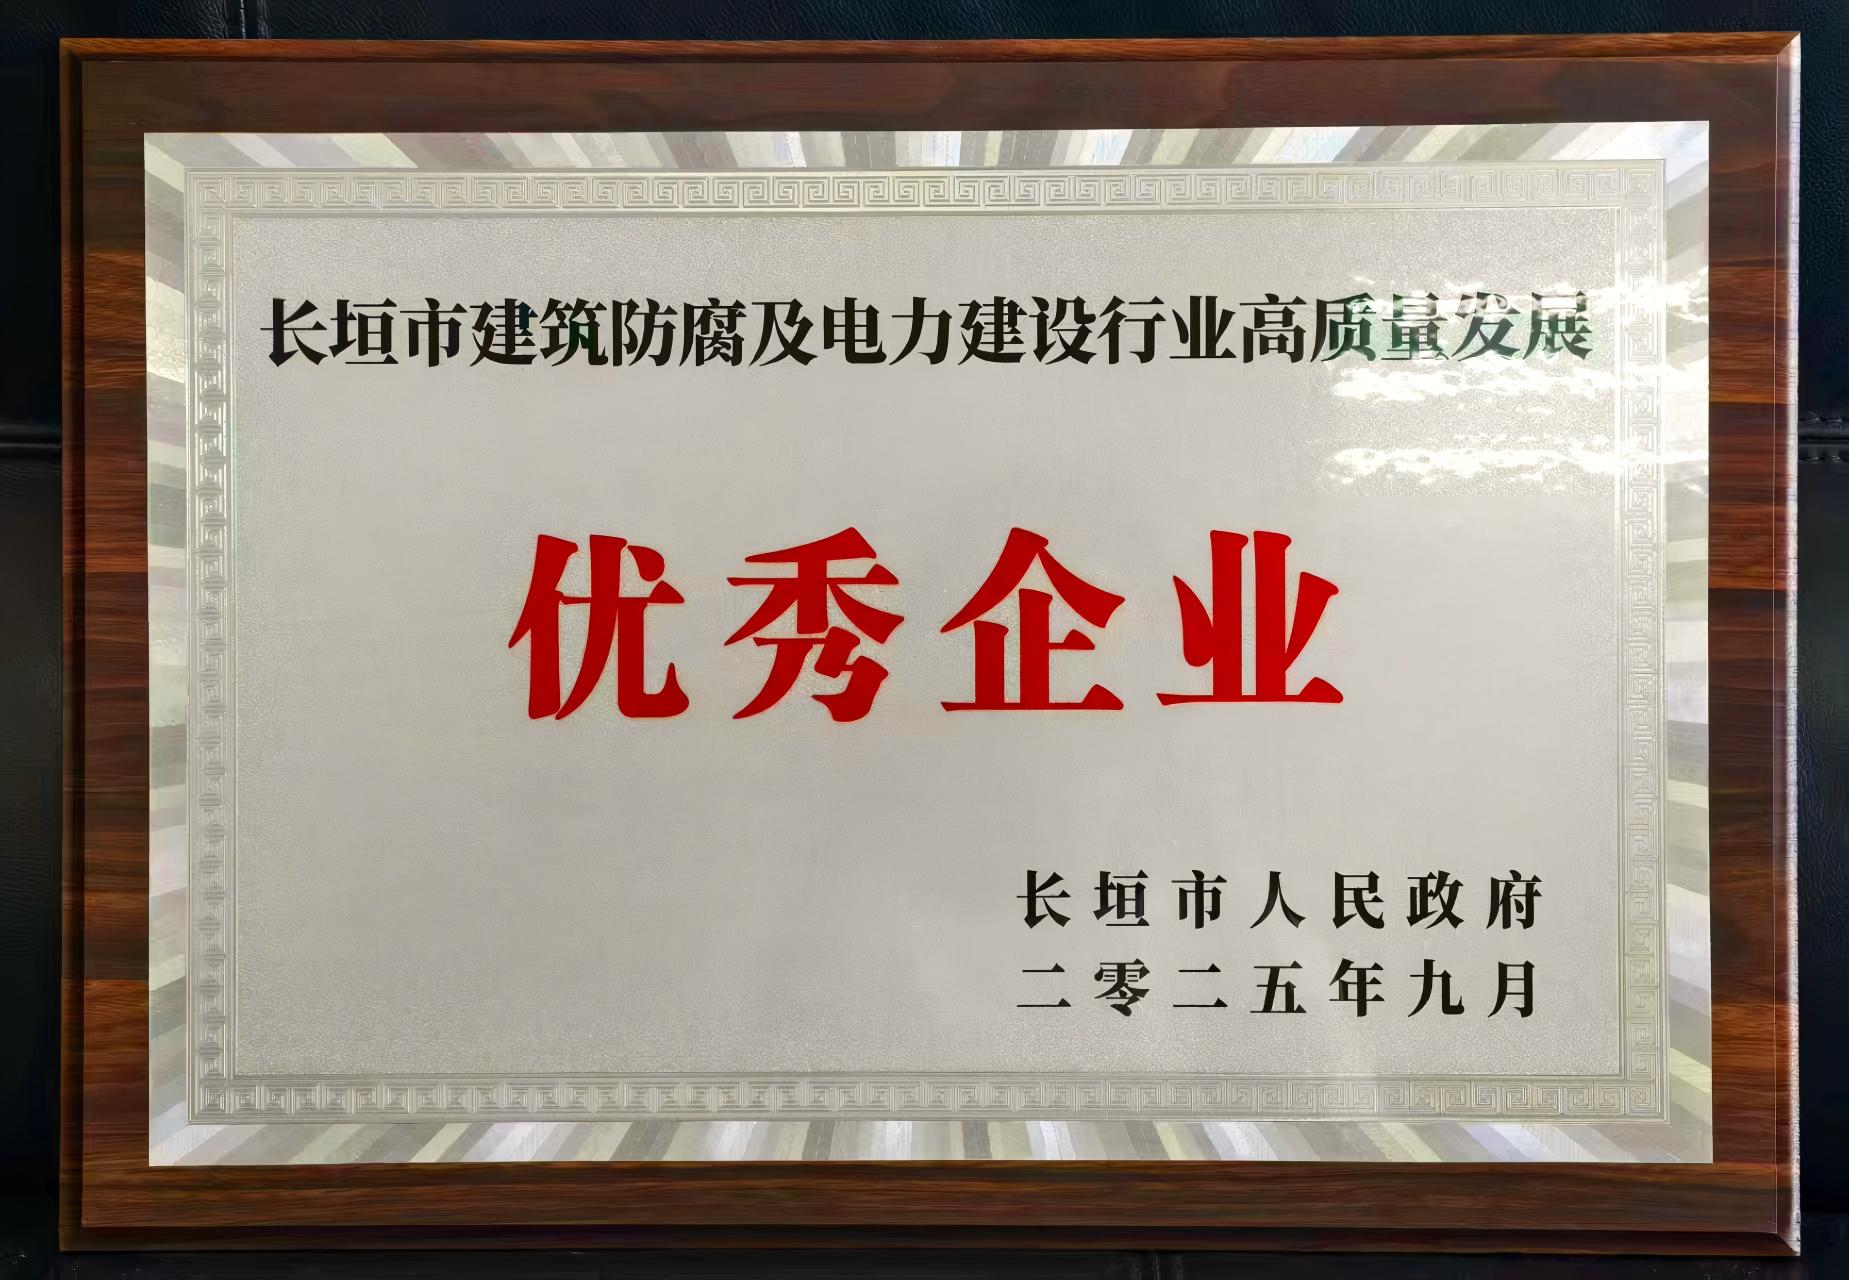 长垣市建筑防腐及电力建设行业高质量发展
优秀企业
长垣市人民政府
二零二五年九月